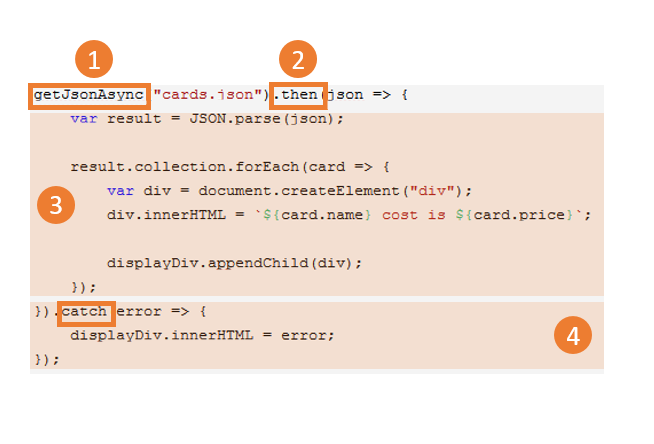 1 2
getJsonAsync("cards.json").then(json => {
var result = JSON.parse(json);
result.collection.forEach(card => {
var div = document.createElement("div");
3
div.innerHTML = `${card.name} cost is ${card.price}`;
displayDiv.appendChild(div);
});
}).catch(error => {
displayDiv.innerHTML = error;
4
});